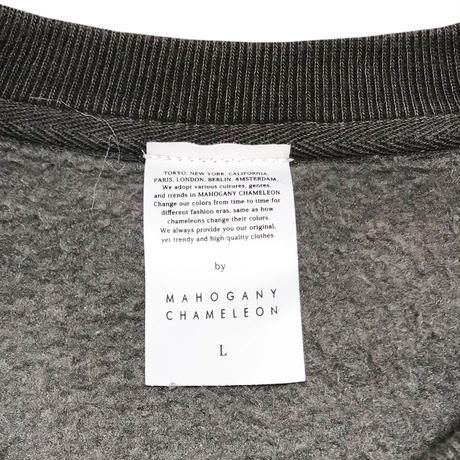 TOKYO, NEW YORK, CALIFORNIA,
PARIS, LONDON, BERLIN, AMSTERDAM.
We adopt various cultures, genres,
and trends in MAHOGANY CHAMELEON.
Change our colors from time to time for
different fashion eras, same as how
chameleons change their colors.
We always provide you our original,
yet trendy and high-quality clothes.
by
MAHOGANY
CHAMELEON
L